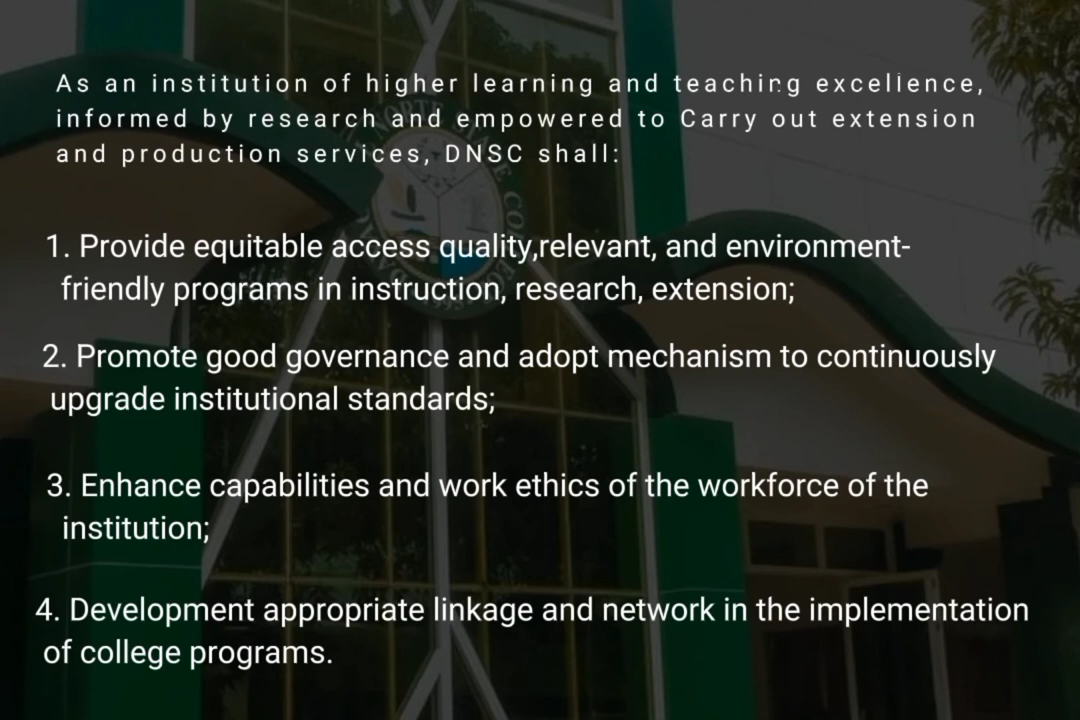 As an institution of higher learning and teaching excellence,
informed by research and empowered to Carry out extension
and production services, DNSC shall:
1. Provide equitable access quality,relevant, and environment-
friendly programs in instruction, research, extension;
2. Promote good governance and adopt mechanism to continuously
upgrade institutional standards;
3. Enhance capabilities and work ethics of the workforce of the
institution;
4. Development appropriate linkage and network in the implementation
of college programs.